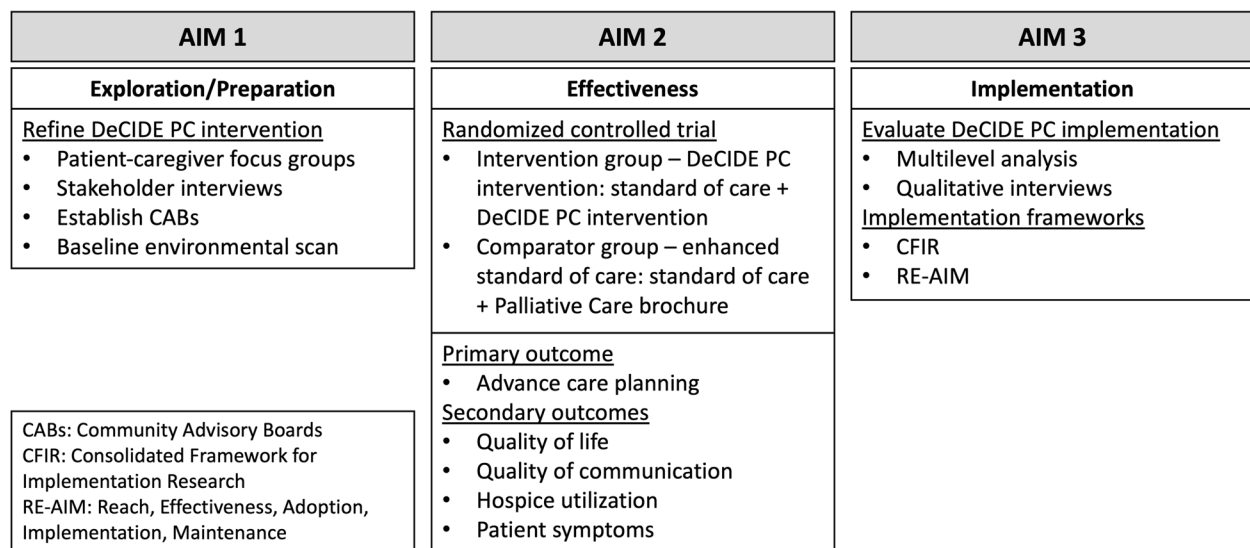 AIM 1
Exploration/Preparation
Refine DeCIDE PC intervention
• Patient-caregiver focus groups
• Stakeholder interviews
• Establish CABs
• Baseline environmental scan
CABs: Community Advisory Boards
CFIR: Consolidated Framework for
Implementation Research
RE-AIM: Reach, Effectiveness, Adoption,
Implementation, Maintenance
AIM 2
Effectiveness
Randomized controlled trial
• Intervention group – DeCIDE PC
intervention: standard of care +
DeCIDE PC intervention
• Comparator group – enhanced
standard of care: standard of care
+ Palliative Care brochure
Primary outcome
• Advance care planning
Secondary outcomes
• Quality of life
• Quality of communication
• Hospice utilization
• Patient symptoms
AIM 3
Implementation
Evaluate DeCIDE PC implementation
• Multilevel analysis
• Qualitative interviews
Implementation frameworks
• CFIR
• RE-AIM